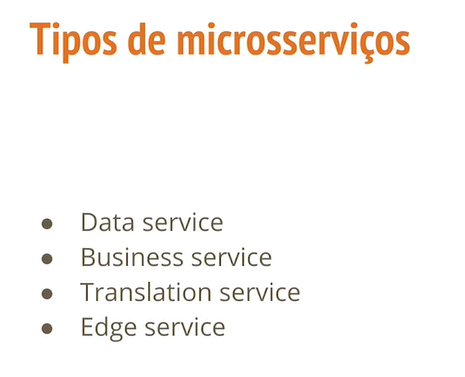 Tipos de microsserviços
● Data service
● Business service
● Translation service
● Edge service